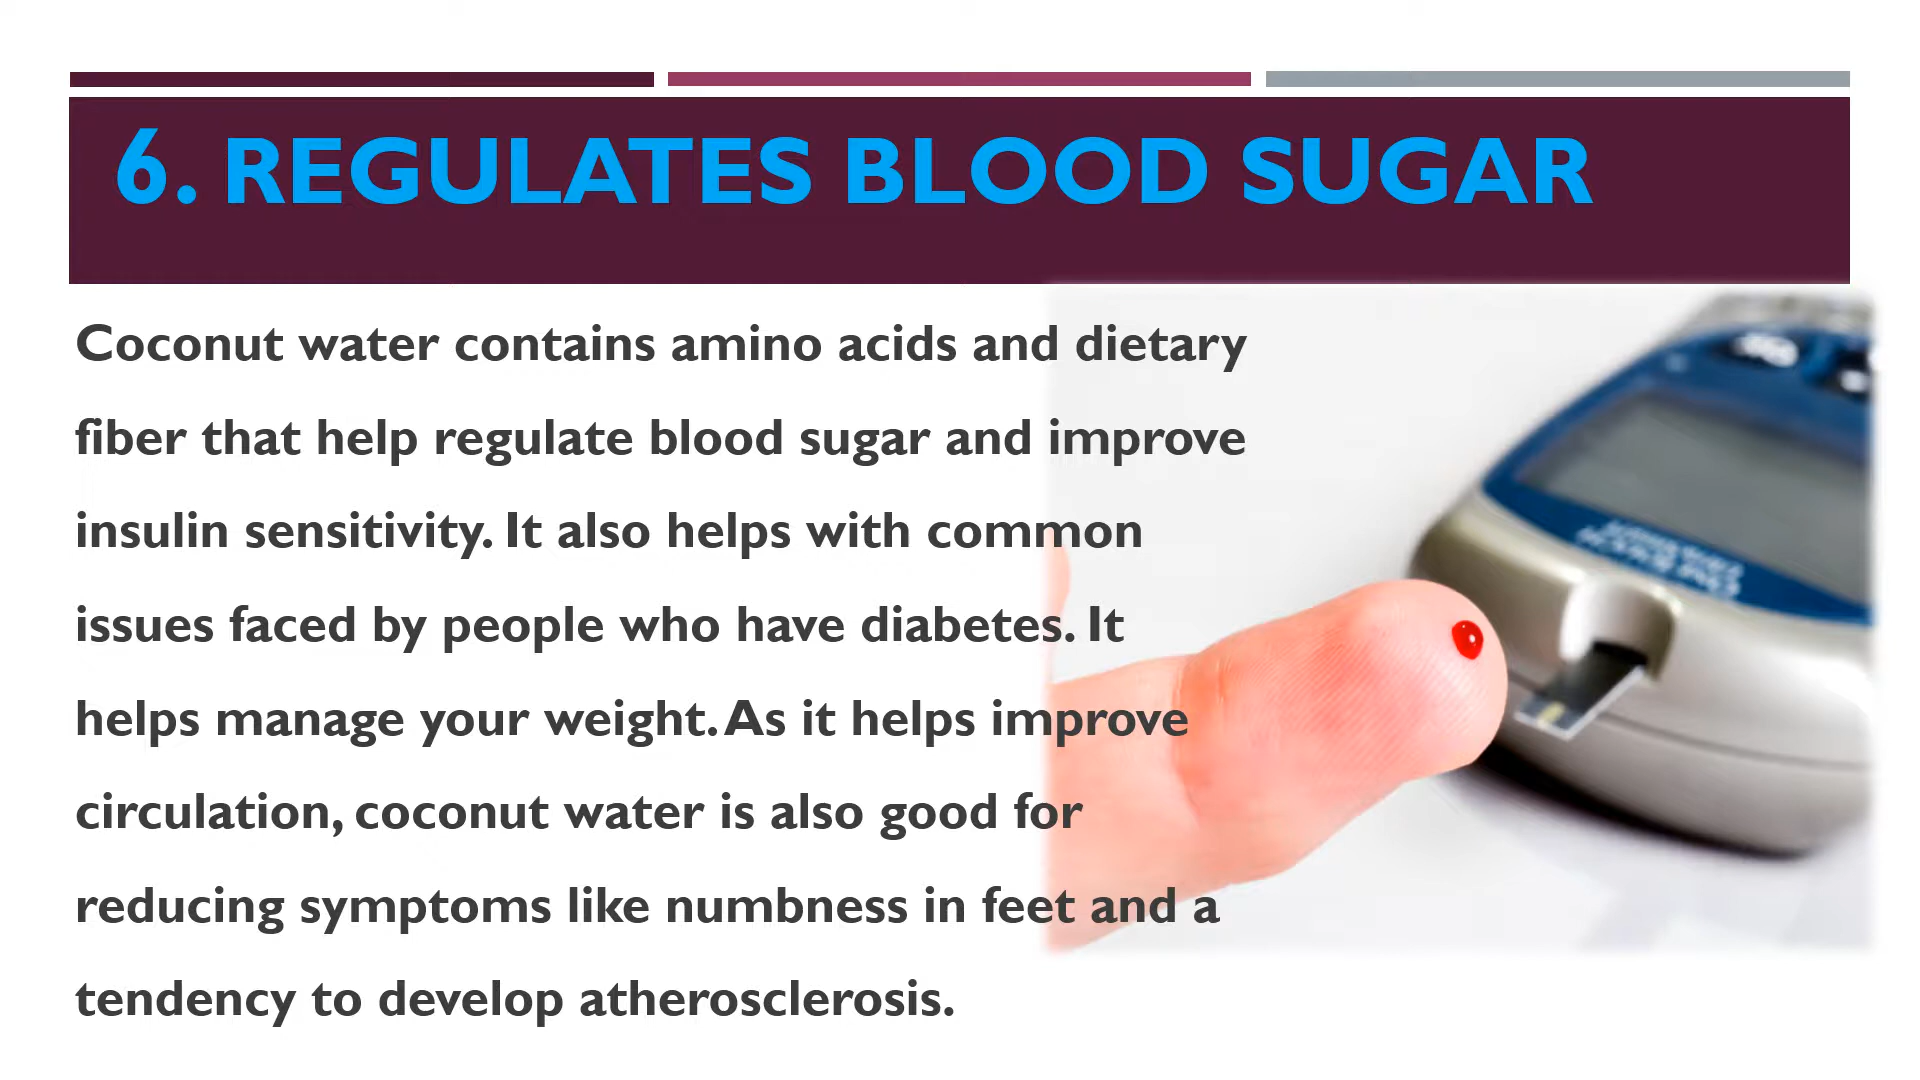 6. REGULATES BLOOD SUGAR
Coconut water contains amino acids and dietary
fiber that help regulate blood sugar and improve
insulin sensitivity. It also helps with common
issues faced by people who have diabetes. It
helps manage your weight. As it helps improve
circulation, coconut water is also good for
reducing symptoms like numbness in feet and a
tendency to develop atherosclerosis.